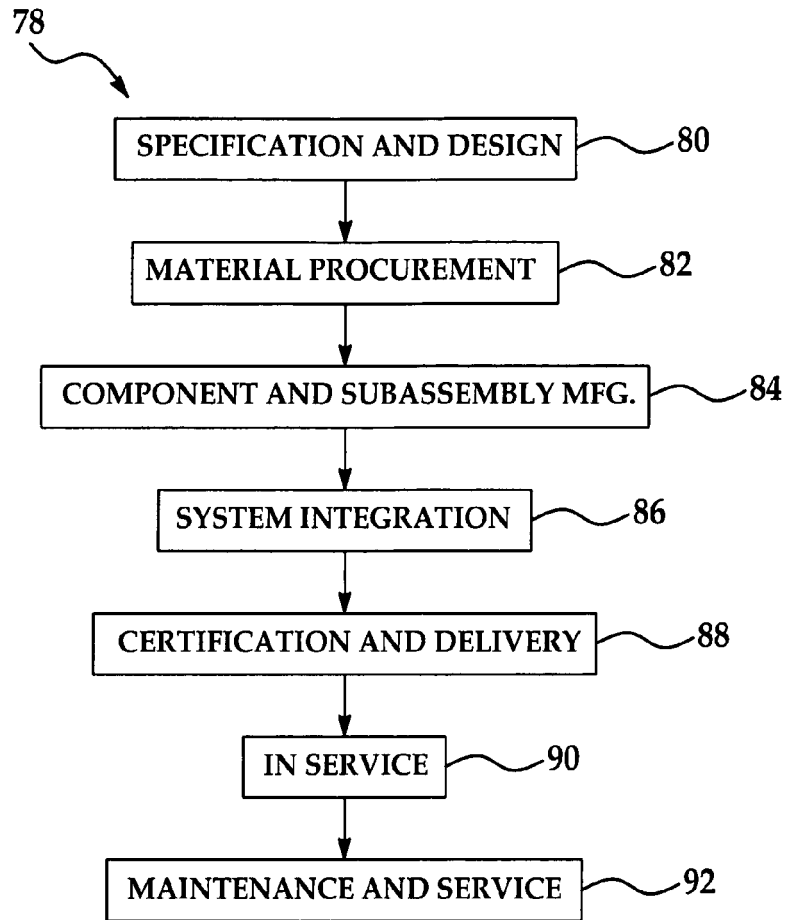 78
SPECIFICATION AND DESIGN
80
MATERIAL PROCUREMENT
82
COMPONENT AND SUBASSEMBLY MFG.
84
SYSTEM INTEGRATION
86
CERTIFICATION AND DELIVERY
88
IN SERVICE
90
MAINTENANCE AND SERVICE
92